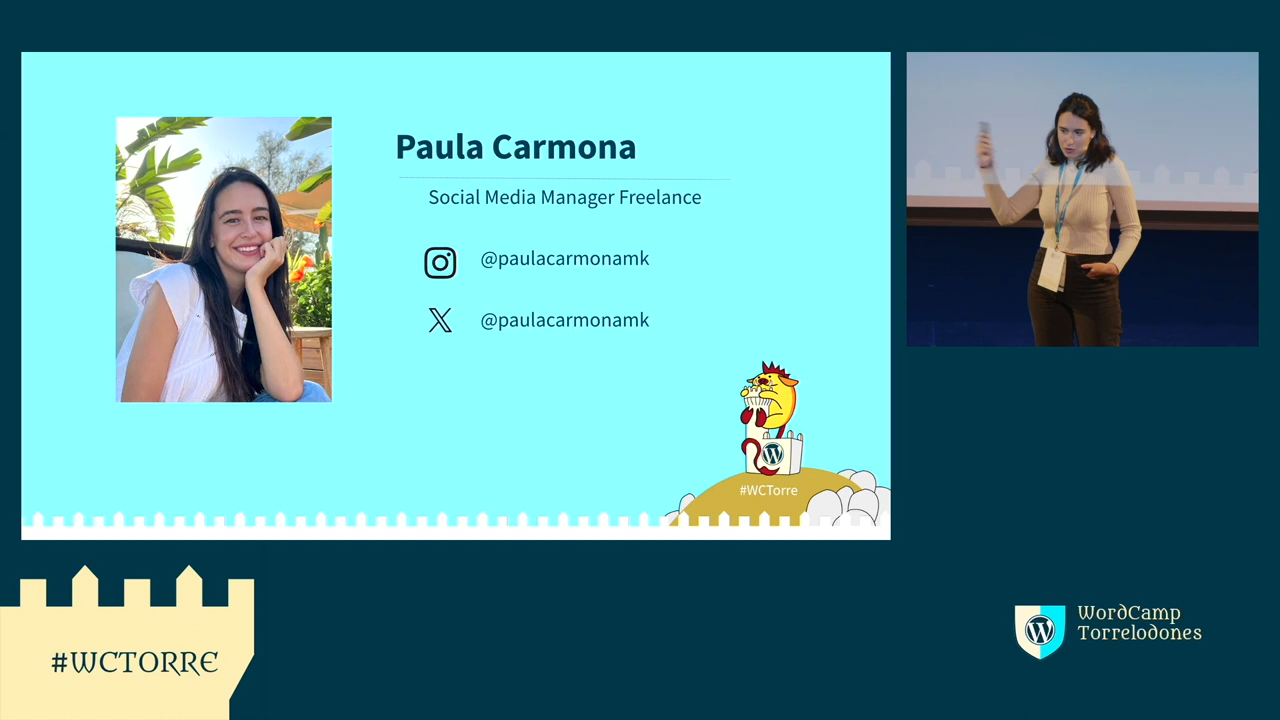 Paula Carmona
Social Media Manager Freelance
@paulacarmonamk
@paulacarmonamk
#WCTorre
#WCTORRE
WordCamp
Torrelodones